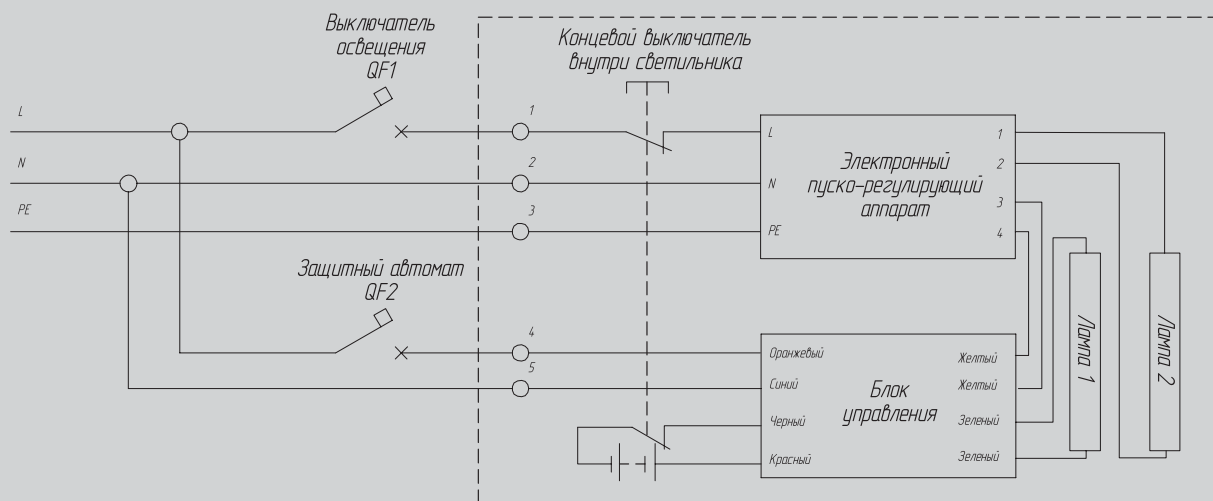 Выключатель
освещения
QF1
Концевой выключатель
внутри светильника
L
N
PE
1
2
3
L
N
PE
Электронный
пуско-регулирующий
аппарат
1
2
3
4
Защитный автомат
QF2
4
5
Оранжевый
Синий
Черный
Красный
Блок
управления
Желтый
Желтый
Зеленый
Зеленый
Лампа 1
Лампа 2